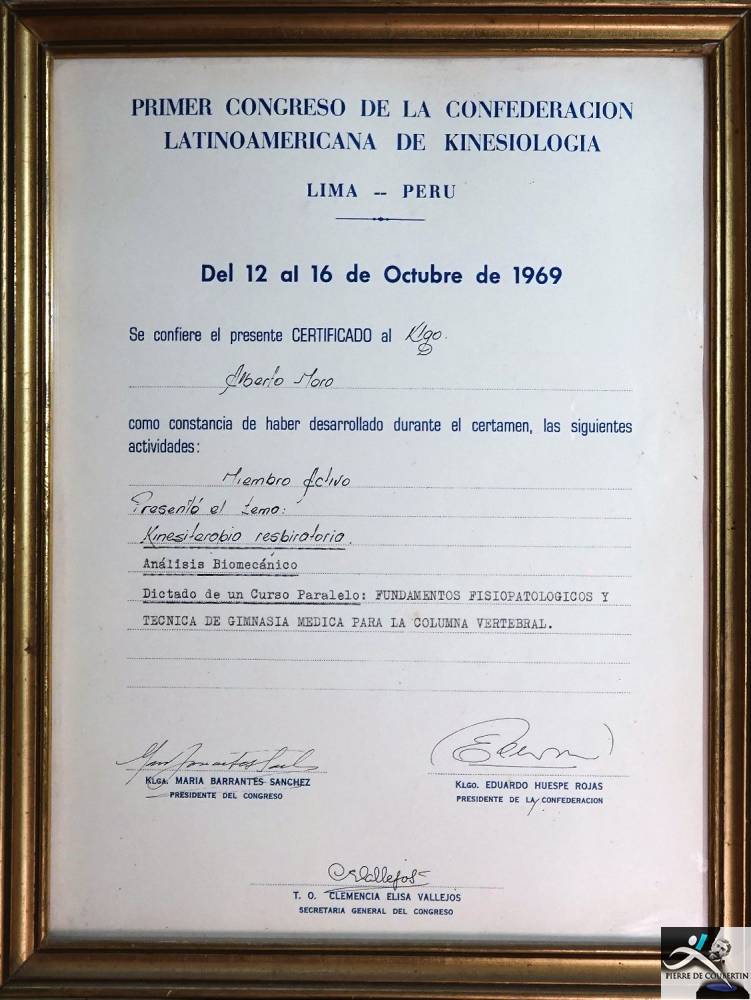 PRIMER CONGRESO DE LA CONFEDERACION
LATINOAMERICANA DE KINESIOLOGIA
LIMA -- PERU
Del 12 al 16 de Octubre de 1969
Se confiere el presente CERTIFICADO al Klgo.
Alberto Moro
como constancia de haber desarrollado durante el certamen, las siguientes
actividades:
Miembro Activo
Presentó el tema:
Kinesiterapia respiratoria.
Análisis Biomecánico
Dictado de un Curso Paralelo: FUNDAMENTOS FISIOPATOLOGICOS Y
TECNICA DE GIMNASIA MEDICA PARA LA COLUMNA VERTEBRAL.
KLGA. MARIA BARRANTES SANCHEZ
PRESIDENTE DEL CONGRESO
KLGO. EDUARDO HUESPE ROJAS
PRESIDENTE DE LA CONFEDERACION
CEVallejos
T. O. CLEMENCIA ELISA VALLEJOS
SECRETARIA GENERAL DEL CONGRESO
PIERRE DE COUBERTIN